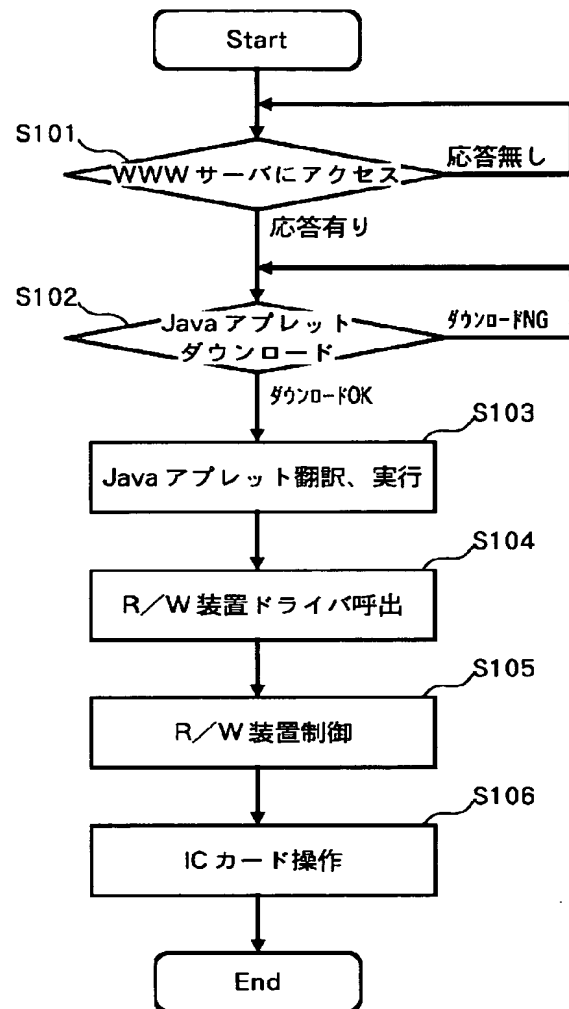 Start
S101
WWWサーバにアクセス
応答無し
応答有り
S102
Javaアプレット
ダウンロード
ダウンロードNG
ダウンロードOK
S103
Javaアプレット翻訳、実行
S104
R/W装置ドライバ呼出
S105
R/W装置制御
S106
ICカード操作
End